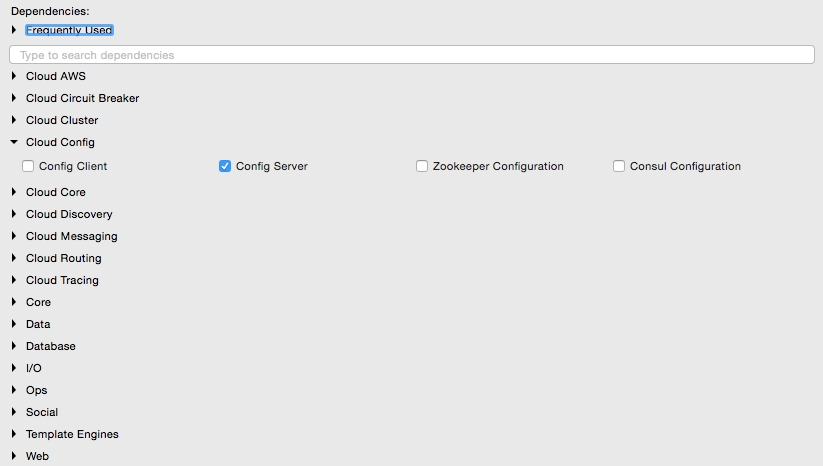 Dependencies:
Frequently Used
Type to search dependencies
Cloud AWS
Cloud Circuit Breaker
Cloud Cluster
Cloud Config
Config Client Config Server Zookeeper Configuration Consul Configuration
Cloud Core
Cloud Discovery
Cloud Messaging
Cloud Routing
Cloud Tracing
Core
Data
Database
I/O
Ops
Social
Template Engines
Web